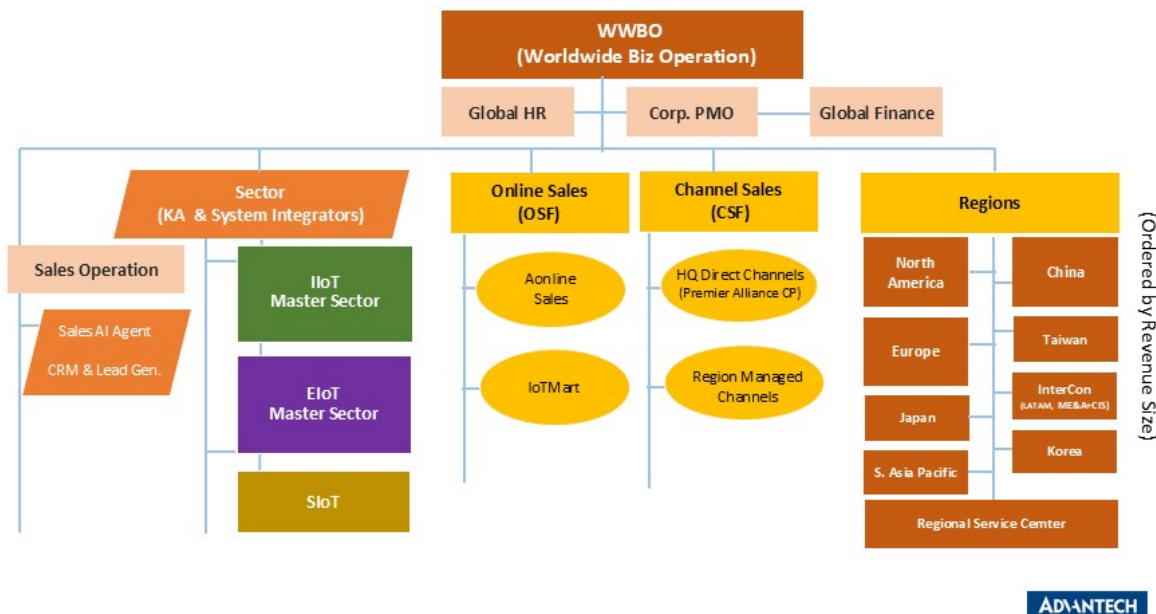 WWBO
(Worldwide Biz Operation)
Global HR
Corp. PMO
Global Finance
Sector
(KA & System Integrators)
Online Sales
(OSF)
Channel Sales
(CSF)
Regions
Sales Operation
Sales AI Agent
CRM & Lead Gen.
IIoT
Master Sector
EIoT
Master Sector
SIoT
Aonline
Sales
IoTMart
HQ Direct Channels
(Premier Alliance CP)
Region Managed
Channels
North
America
China
Europe
Taiwan
Japan
InterCon
(LATAM, ME&A+CIS)
S. Asia Pacific
Korea
Regional Service Cemter
(Ordered by Revenue Size)
ADVANTECH